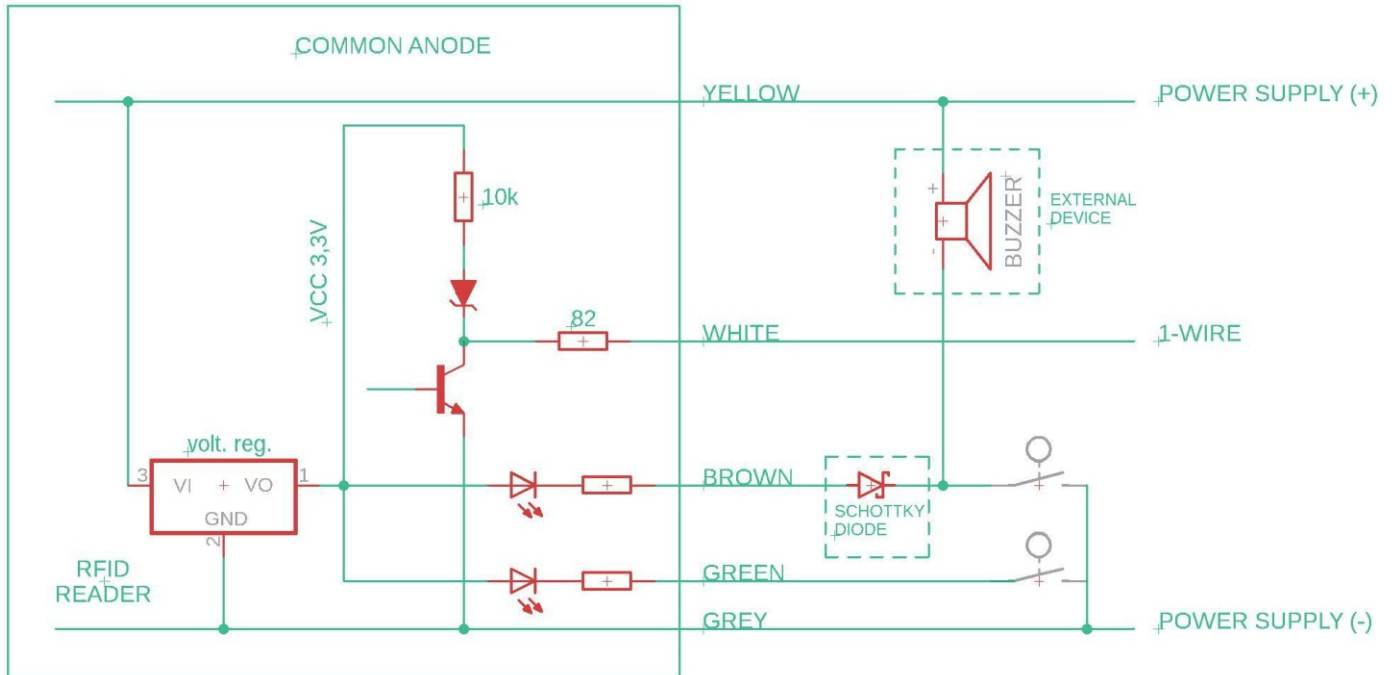 COMMON ANODE
YELLOW
POWER SUPPLY (+)
10k
VCC 3,3V
+
-
BUZZER
EXTERNAL
DEVICE
82
WHITE
1-WIRE
volt. reg.
3
VI
VO
1
GND
2
BROWN
SCHOTTKY
DIODE
RFID
READER
GREEN
GREY
POWER SUPPLY (-)